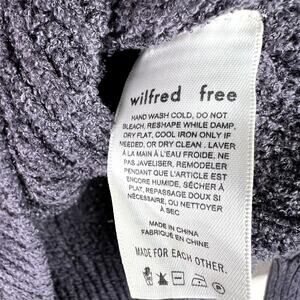 wilfred free
HAND WASH COLD, DO NOT
BLEACH, RESHAPE WHILE DAMP,
DRY FLAT, COOL IRON ONLY IF
NEEDED, OR DRY CLEAN . LAVER
À LA MAIN À L'EAU FROIDE, NE
PAS JAVELISER, REMODELER
PENDANT QUE L'ARTICLE EST
ENCORE HUMIDE, SÉCHER À
PLAT, REPASSAGE DOUX SI
NÉCESSAIRE, OU NETTOYER
À SEC
MADE IN CHINA
FABRIQUÉ EN CHINE
MADE FOR EACH OTHER.